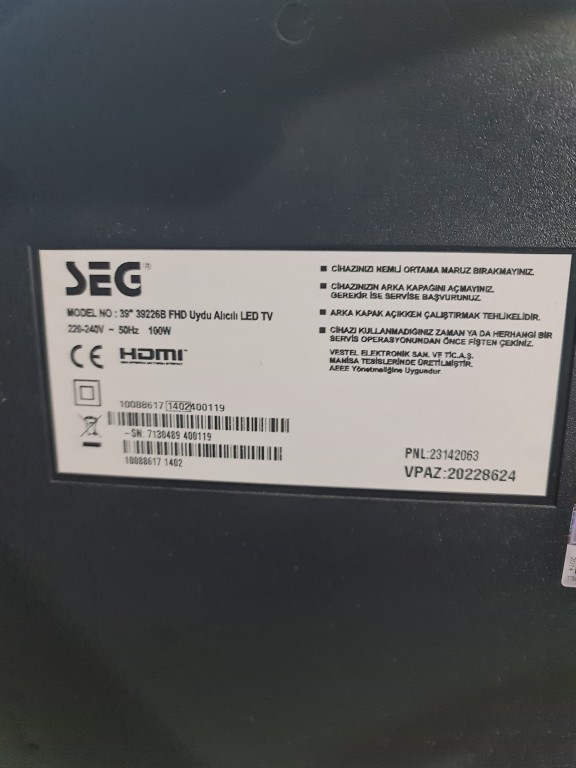 SEG®
MODEL NO : 39" 39226B FHD Uydu Alıcılı LED TV
220-240V ~ 50Hz 100W
CE HDMI
10088617 1402 400119
-SN: 7130489 400119
10088617 1402
■ CİHAZINIZI NEMLİ ORTAMA MARUZ BIRAKMAYINIZ.
■ CİHAZINIZIN ARKA KAPAĞINI AÇMAYINIZ.
GEREKİR İSE SERVİSE BAŞVURUNUZ.
■ ARKA KAPAK AÇIKKEN ÇALIŞTIRMAK TEHLİKELİDİR.
■ CİHAZI KULLANMADIĞINIZ ZAMAN YA DA HERHANGİ BİR
SERVİS OPERASYONUNDAN ÖNCE FİŞTEN ÇEKİNİZ.
VESTEL ELEKTRONİK SAN. VE TİC.A.Ş.
MANİSA TESİSLERİNDE ÜRETİLMİŞTİR.
AEEE Yönetmeliğine Uygundur.
PNL:23142063
VPAZ:20228624